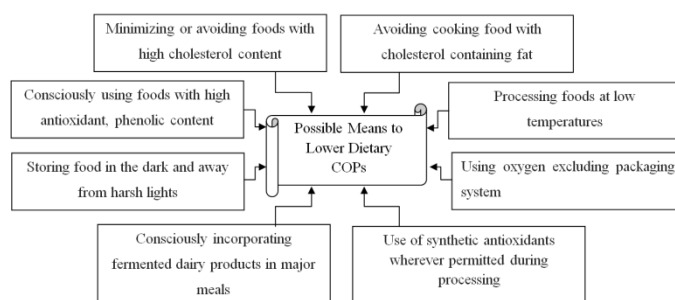 Minimizing or avoiding foods with
high cholesterol content
Avoiding cooking food with
cholesterol containing fat
Consciously using foods with high
antioxidant, phenolic content
Possible Means to
Lower Dietary
COPs
Processing foods at low
temperatures
Storing food in the dark and away
from harsh lights
Using oxygen excluding packaging
system
Consciously incorporating
fermented dairy products in major
meals
Use of synthetic antioxidants
wherever permitted during
processing